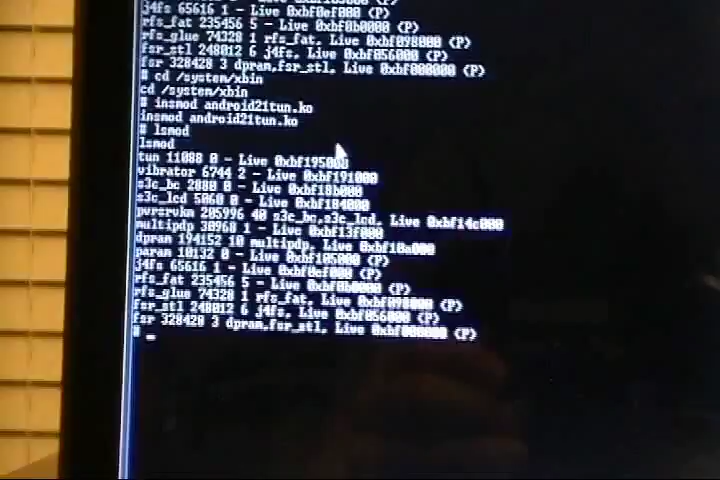 j4fs 65616 1 - Live 0xbf0ef000 (P)
rfs_fat 235456 5 - Live 0xbf0b0000 (P)
rfs_glue 74328 1 rfs_fat, Live 0xbf098000 (P)
fsr_stl 248012 6 j4fs, Live 0xbf056000 (P)
fsr 328428 3 dpram,fsr_stl, Live 0xbf000000 (P)
# cd /system/xbin
cd /system/xbin
# insmod android21tun.ko
insmod android21tun.ko
# lsmod
lsmod
tun 11088 0 - Live 0xbf195000
vibrator 6744 2 - Live 0xbf191000
s3c_bc 2880 0 - Live 0xbf18b000
s3c_lcd 5060 0 - Live 0xbf184000
pvrsrvkm 205996 40 s3c_bc,s3c_lcd, Live 0xbf14c000
multipdp 30968 1 - Live 0xbf13f000
dpram 194152 10 multipdp, Live 0xbf10a000
param 10132 0 - Live 0xbf105000 (P)
j4fs 65616 1 - Live 0xbf0ef000 (P)
rfs_fat 235456 5 - Live 0xbf0b0000 (P)
rfs_glue 74328 1 rfs_fat, Live 0xbf098000 (P)
fsr_stl 248012 6 j4fs, Live 0xbf056000 (P)
fsr 328428 3 dpram,fsr_stl, Live 0xbf000000 (P)
# _